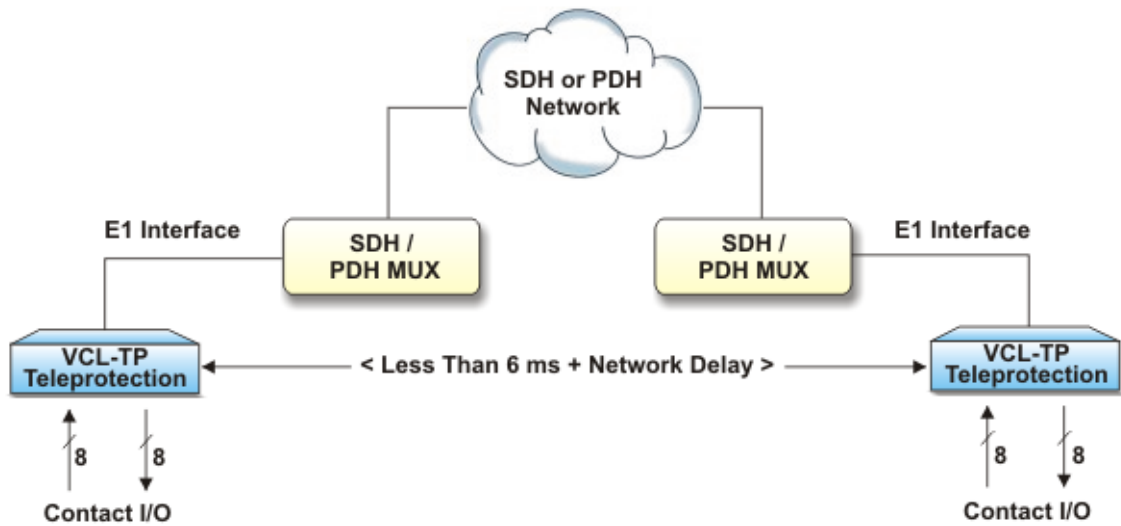 SDH or PDH
Network
E1 Interface
SDH /
PDH MUX
SDH /
PDH MUX
E1 Interface
VCL-TP
Teleprotection
< Less Than 6 ms + Network Delay >
VCL-TP
Teleprotection
8
8
8
8
Contact I/O
Contact I/O